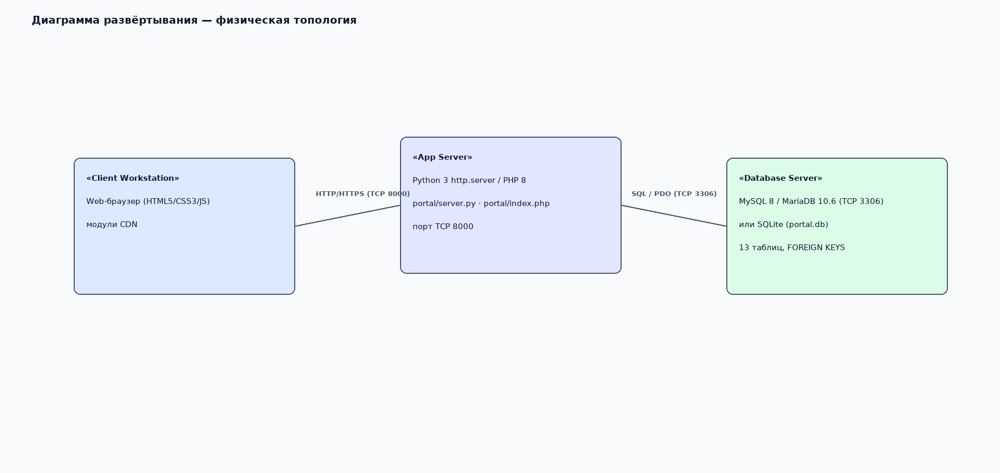 Диаграмма развёртывания — физическая топология
«Client Workstation»
Web-браузер (HTML5/CSS3/JS)
модули CDN
HTTP/HTTPS (TCP 8000)
«App Server»
Python 3 http.server / PHP 8
portal/server.py · portal/index.php
порт TCP 8000
SQL / PDO (TCP 3306)
«Database Server»
MySQL 8 / MariaDB 10.6 (TCP 3306)
или SQLite (portal.db)
13 таблиц, FOREIGN KEYS